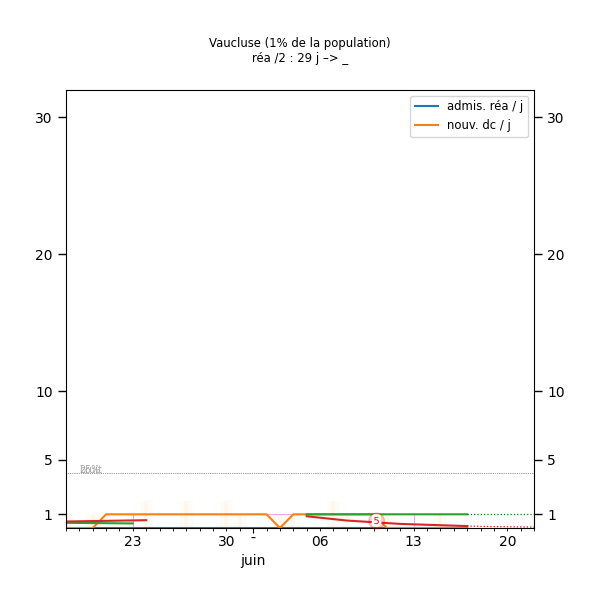 Vaucluse (1% de la population)
réa /2 : 29 j –> _
admis. réa / j
nouv. dc / j
30 30
20 20
10 10
5 5
1 1
5
23 30 06 13 20
juin